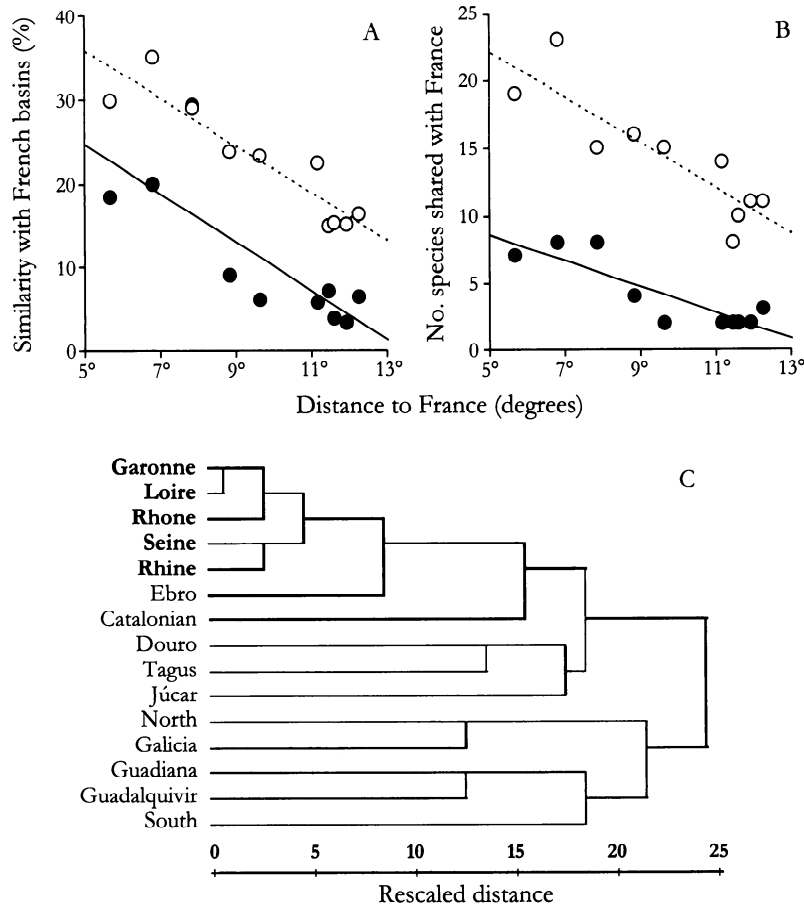 A
Similarity with French basins (%)
40
30
20
10
0
5° 7° 9° 11° 13°
B
No. species shared with France
25
20
15
10
5
0
5° 7° 9° 11° 13°
Distance to France (degrees)
C
Garonne
Loire
Rhone
Seine
Rhine
Ebro
Catalonian
Douro
Tagus
Júcar
North
Galicia
Guadiana
Guadalquivir
South
0 5 10 15 20 25
Rescaled distance